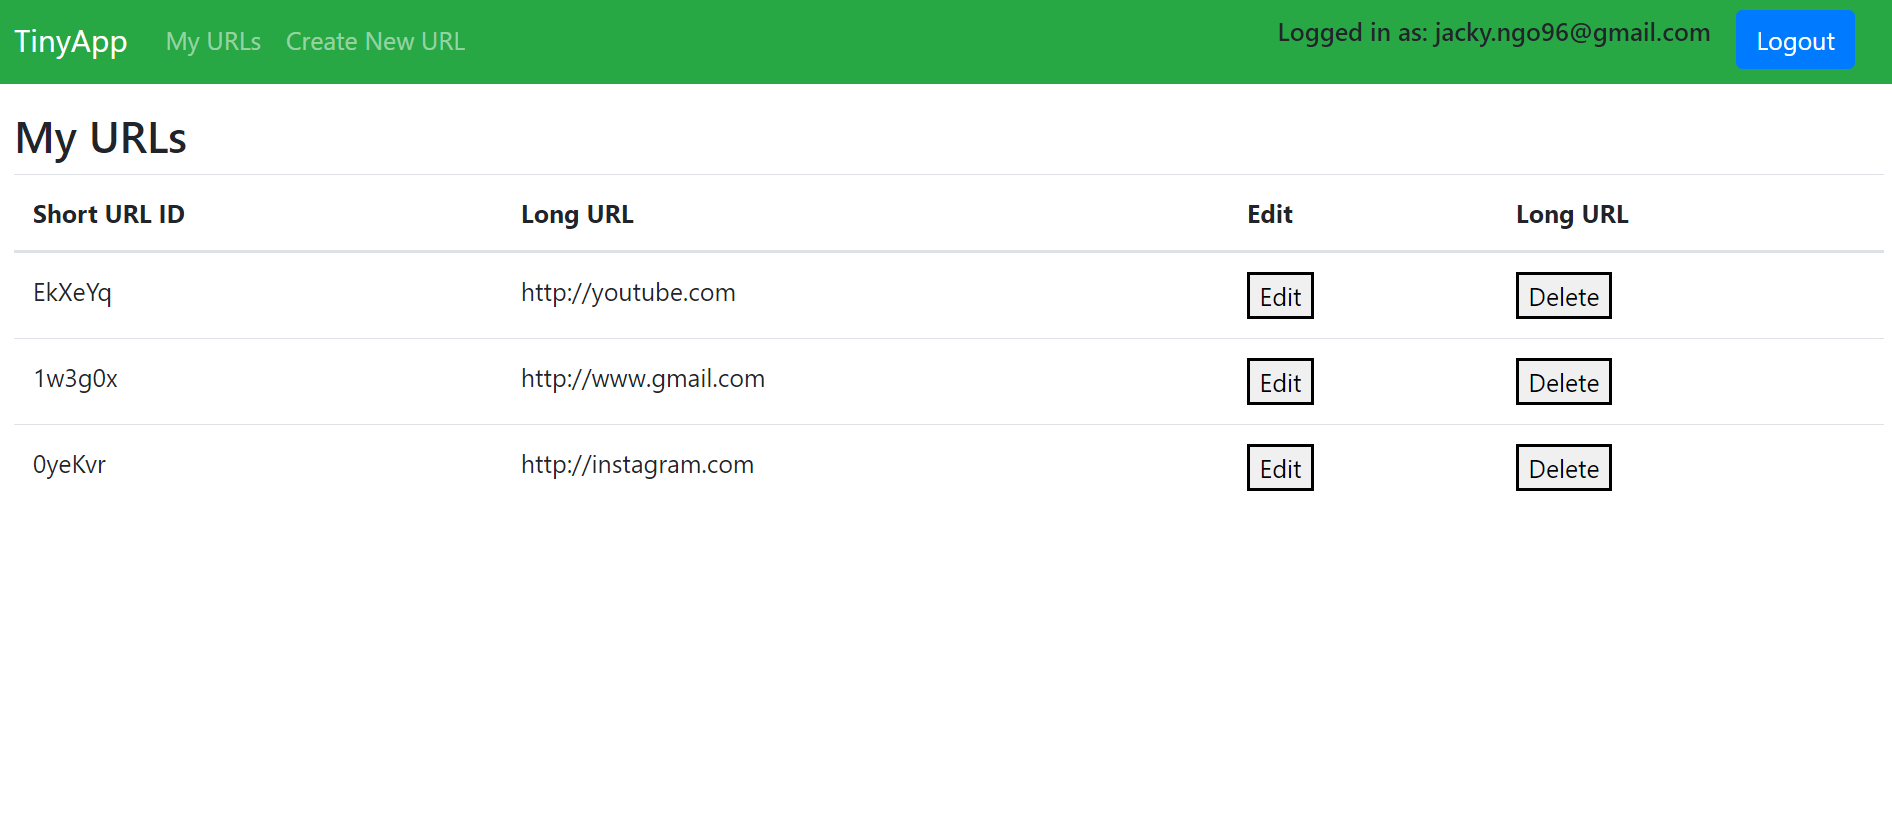 TinyApp My URLs Create New URL Logged in as: jacky.ngo96@gmail.com Logout
My URLs
Short URL ID Long URL Edit Long URL
EkXeYq http://youtube.com Edit Delete
1w3g0x http://www.gmail.com Edit Delete
0yeKvr http://instagram.com Edit Delete